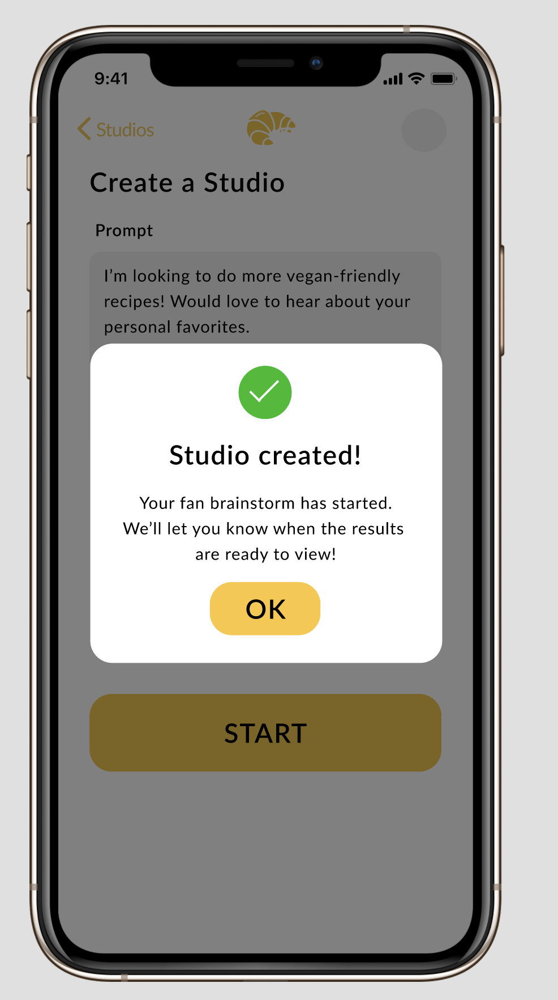 9:41
Studios
Create a Studio
Prompt
I’m looking to do more vegan-friendly
recipes! Would love to hear about your
personal favorites.
Studio created!
Your fan brainstorm has started.
We’ll let you know when the results
are ready to view!
OK
START